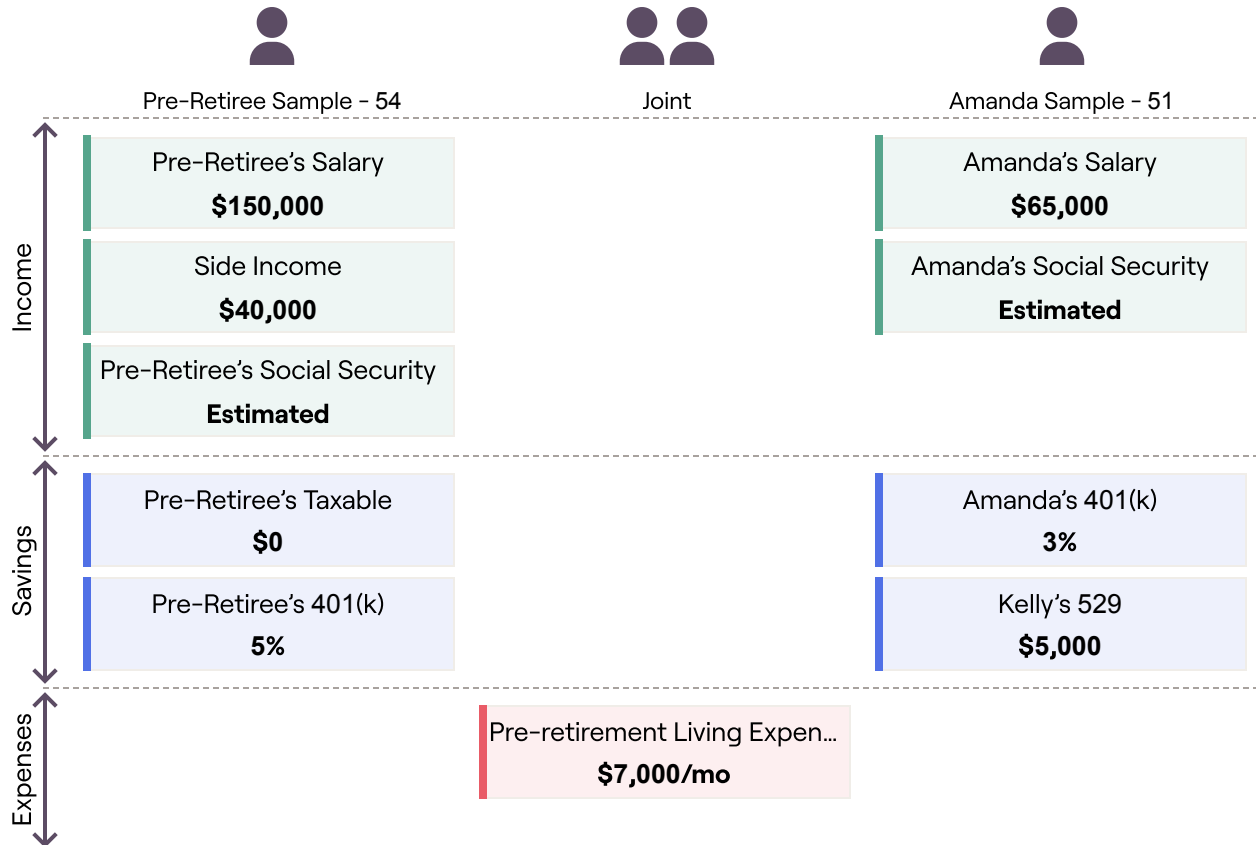 Pre-Retiree Sample - 54
Joint
Amanda Sample - 51
Income
Pre-Retiree’s Salary
$150,000
Side Income
$40,000
Pre-Retiree’s Social Security
Estimated
Amanda’s Salary
$65,000
Amanda’s Social Security
Estimated
Savings
Pre-Retiree’s Taxable
$0
Pre-Retiree’s 401(k)
5%
Amanda’s 401(k)
3%
Kelly’s 529
$5,000
Expenses
Pre-retirement Living Expen...
$7,000/mo